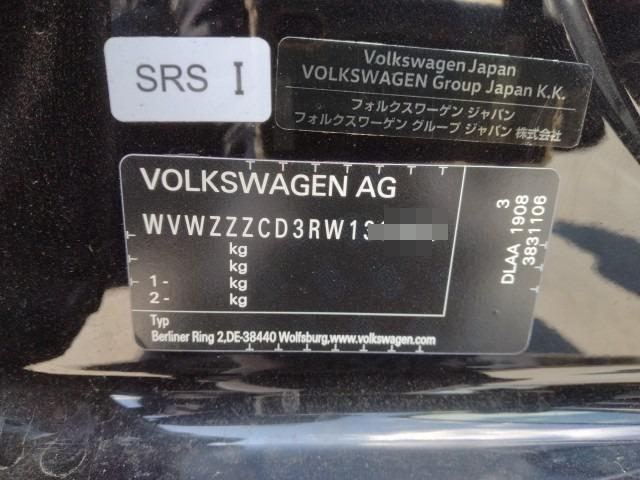 SRS I
Volkswagen Japan
VOLKSWAGEN Group Japan K.K.
フォルクスワーゲン ジャパン
フォルクスワーゲン グループ ジャパン 株式会社
VOLKSWAGEN AG
WVWZZZCD3RW1
kg
kg
1 - kg
2 - kg
Typ
Berliner Ring 2,DE-38440 Wolfsburg,www.volkswagen.com
3
DLAA 1908
3831106